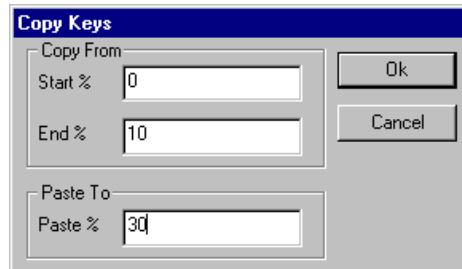 Copy Keys
Copy From
Start % 0
End % 10
Paste To
Paste % 30
Ok
Cancel